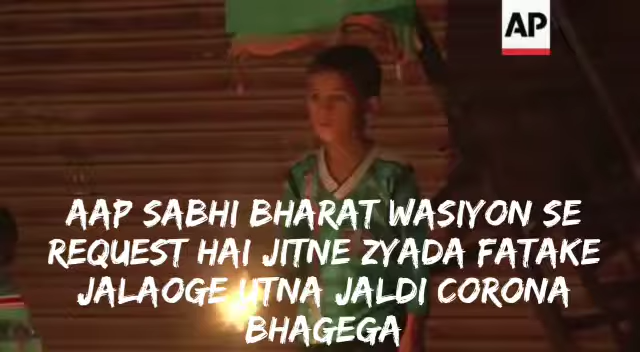 AP
AAP SABHI BHARAT WASIYON SE
REQUEST HAI JITNE ZYADA FATAKE
JALAOGE UTNA JALDI CORONA
BHAGEGA